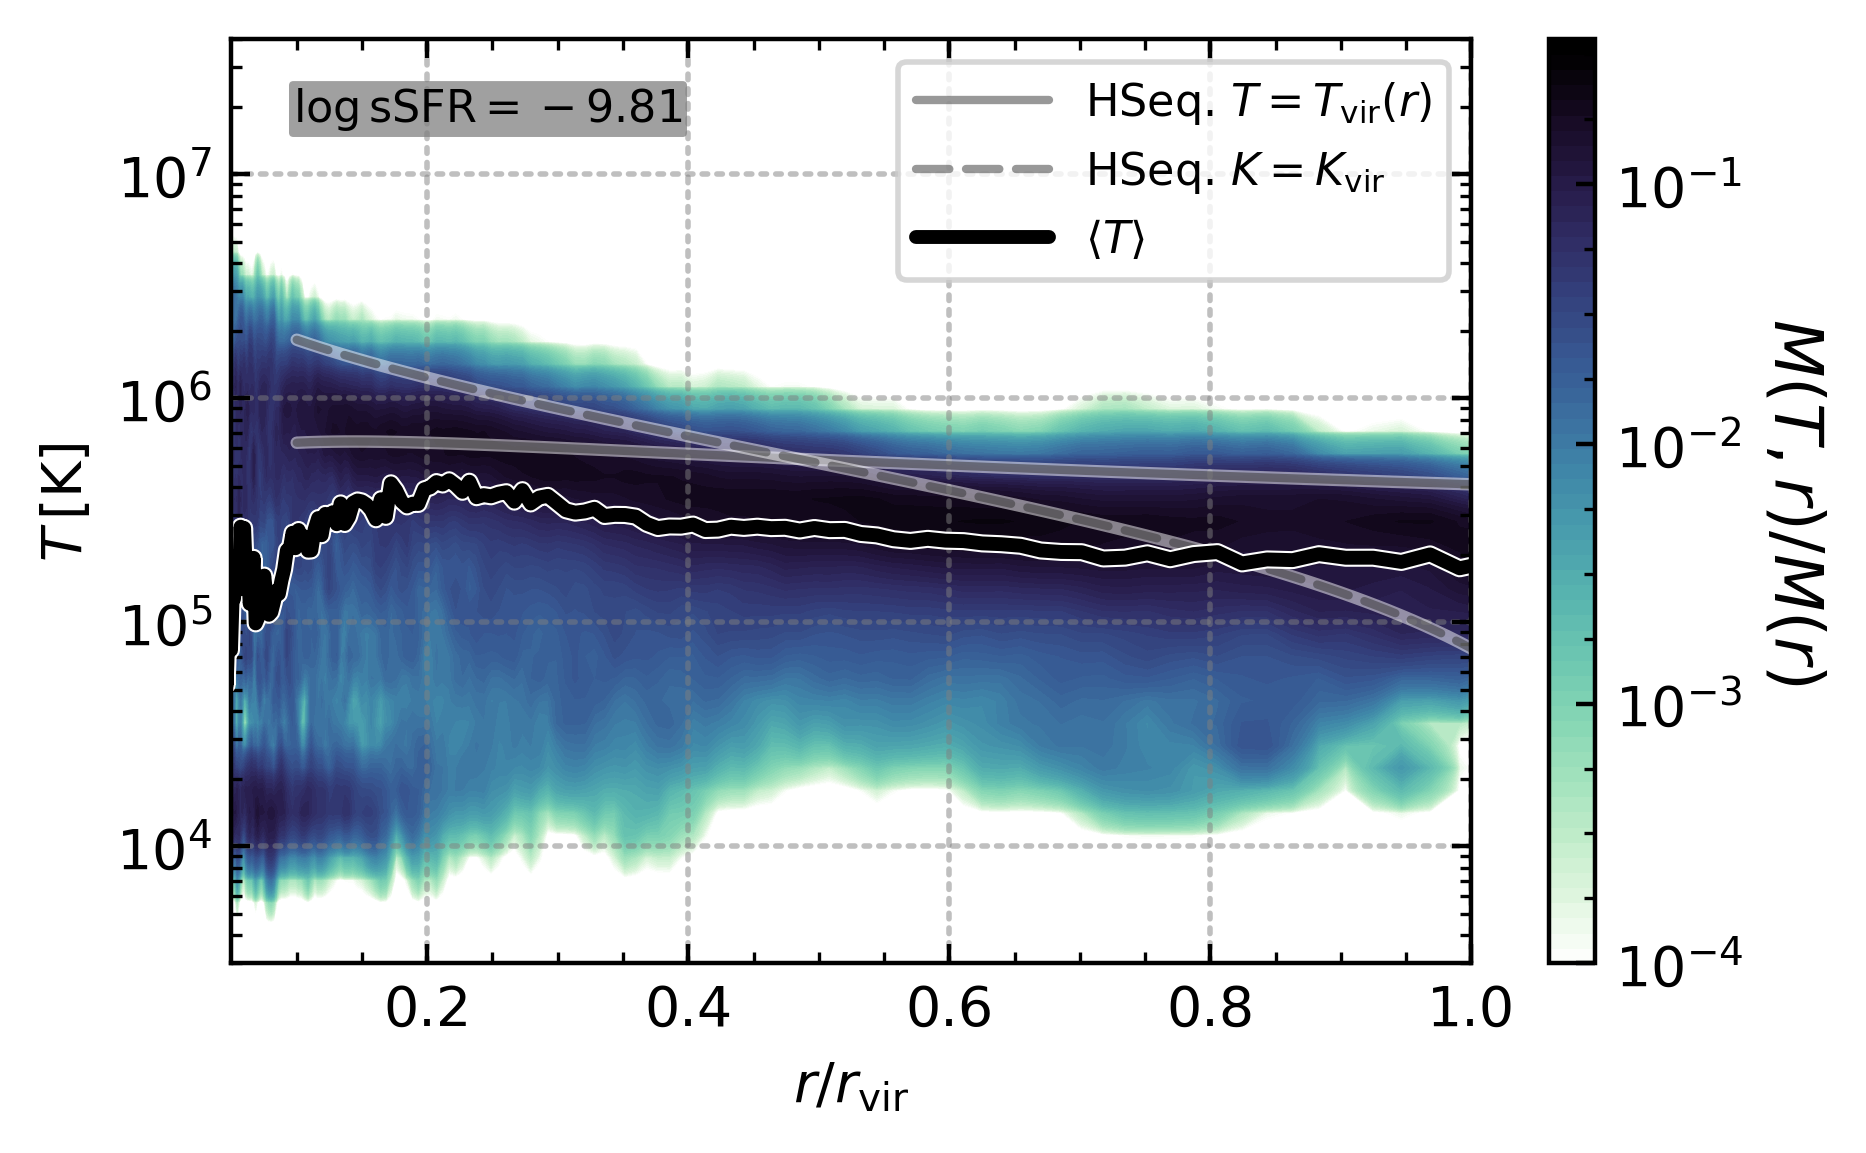 log sSFR = −9.81
HSeq. T = T_vir(r)
HSeq. K = K_vir
⟨T⟩
10^7
10^6
10^5
10^4
T [K]
0.2
0.4
0.6
0.8
1.0
r/r_vir
10^−1
10^−2
10^−3
10^−4
M(T, r)/M(r)